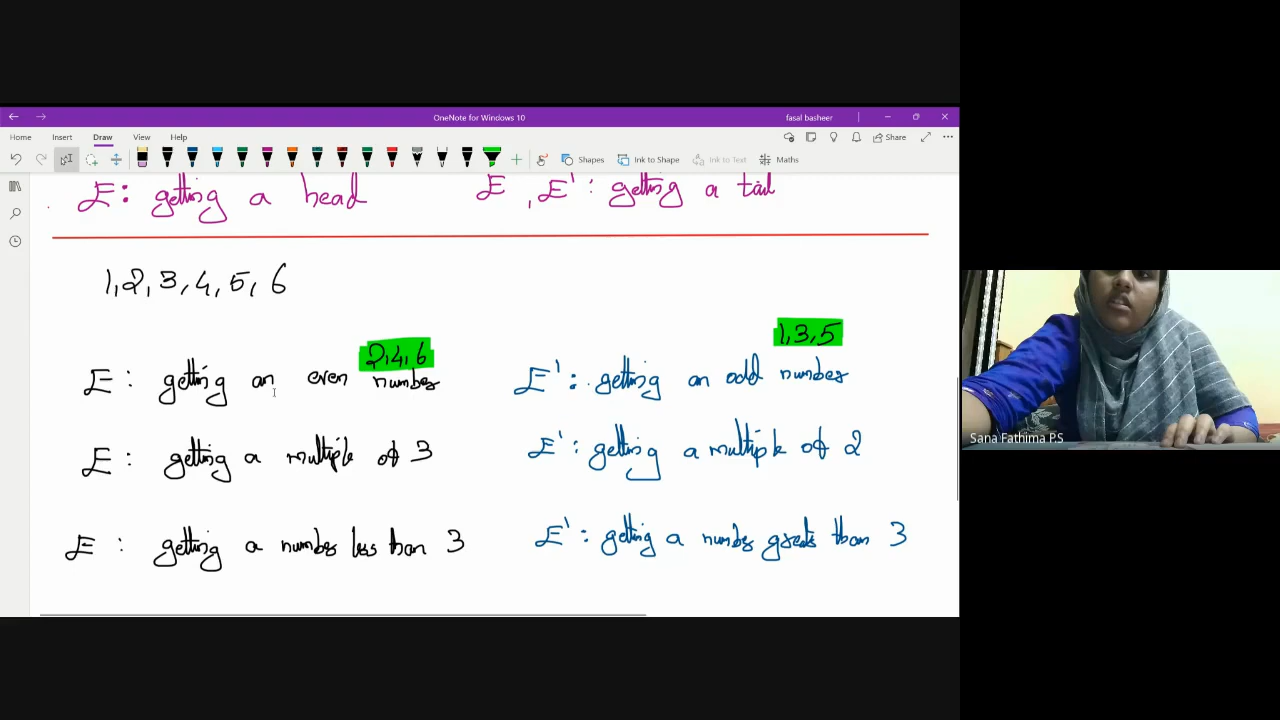 OneNote for Windows 10
fasal basheer
Home Insert Draw View Help
Share
Shapes Ink to Shape Ink to Text Maths
E: getting a head E, E': getting a tail
1,2,3,4,5,6
2,4,6 1,3,5
E: getting an even number E': getting an odd number
E: getting a multiple of 3 E': getting a multiple of 2
E: getting a number less than 3 E': getting a number greater than 3
Sana Fathima P.S